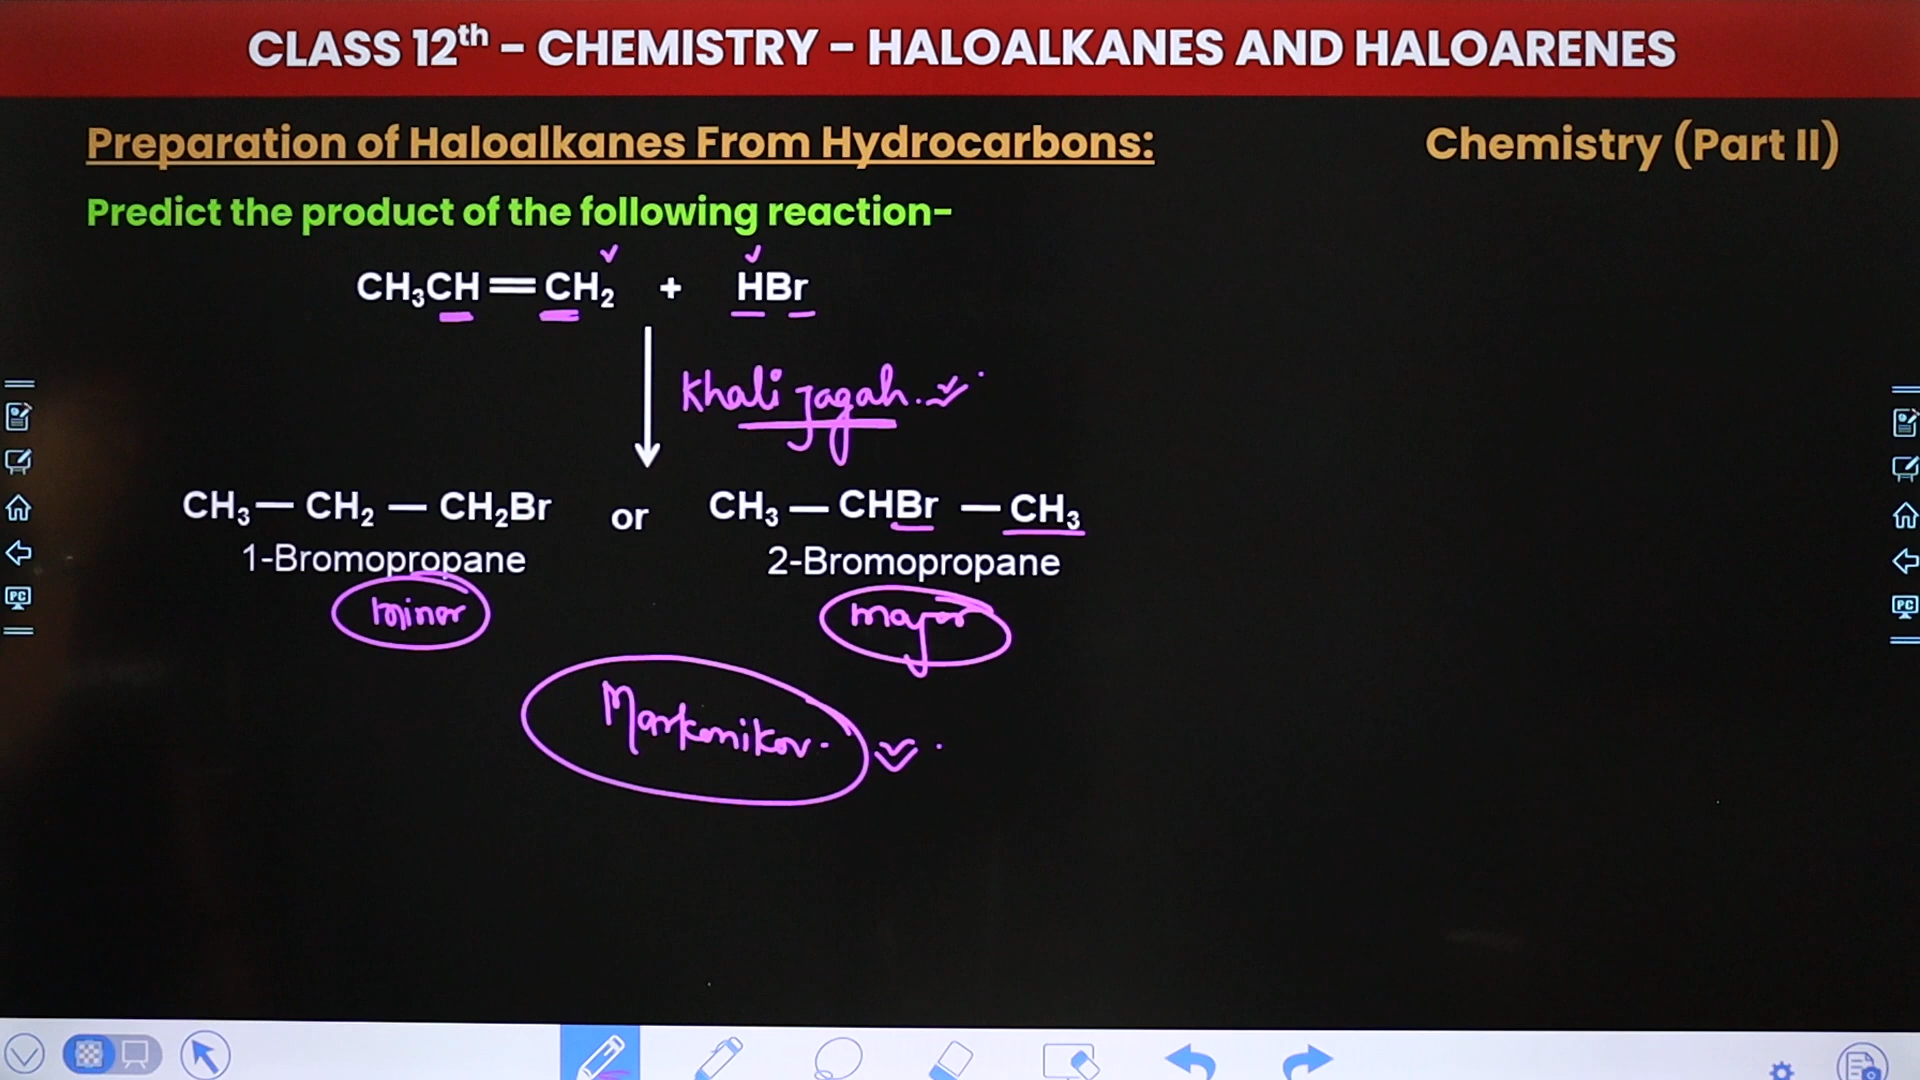 CLASS 12th - CHEMISTRY - HALOALKANES AND HALOARENES
Preparation of Haloalkanes From Hydrocarbons:
Chemistry (Part II)
Predict the product of the following reaction-
CH₃CH=CH₂ + HBr
Khali jagah.
CH₃ — CH₂ — CH₂Br or CH₃ — CHBr — CH₃
1-Bromopropane 2-Bromopropane
minor major
Markonikov.
PC
PC